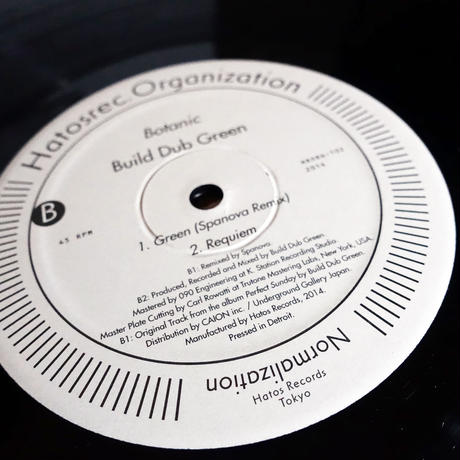 Hatosrec. Organization
Botanic
Build Dub Green
2014
B
45 RPM
1. Green (Spanova Remix)
2. Requiem
B1: Remixed by Spanova.
B2: Produced, Recorded and Mixed by Build Dub Green.
Mastered by 090 Engineering at K. Station Recording Studio.
Master Plate Cutting by Carl Rowatti at Trutone Mastering Labs, New York, USA.
B1: Original Track from the album Perfect Sunday by Build Dub Green.
Distribution by CAION inc. / Underground Gallery Japan.
Manufactured by Hatos Records, 2014.
Pressed in Detroit.
Normalization
Hatos Records
Tokyo